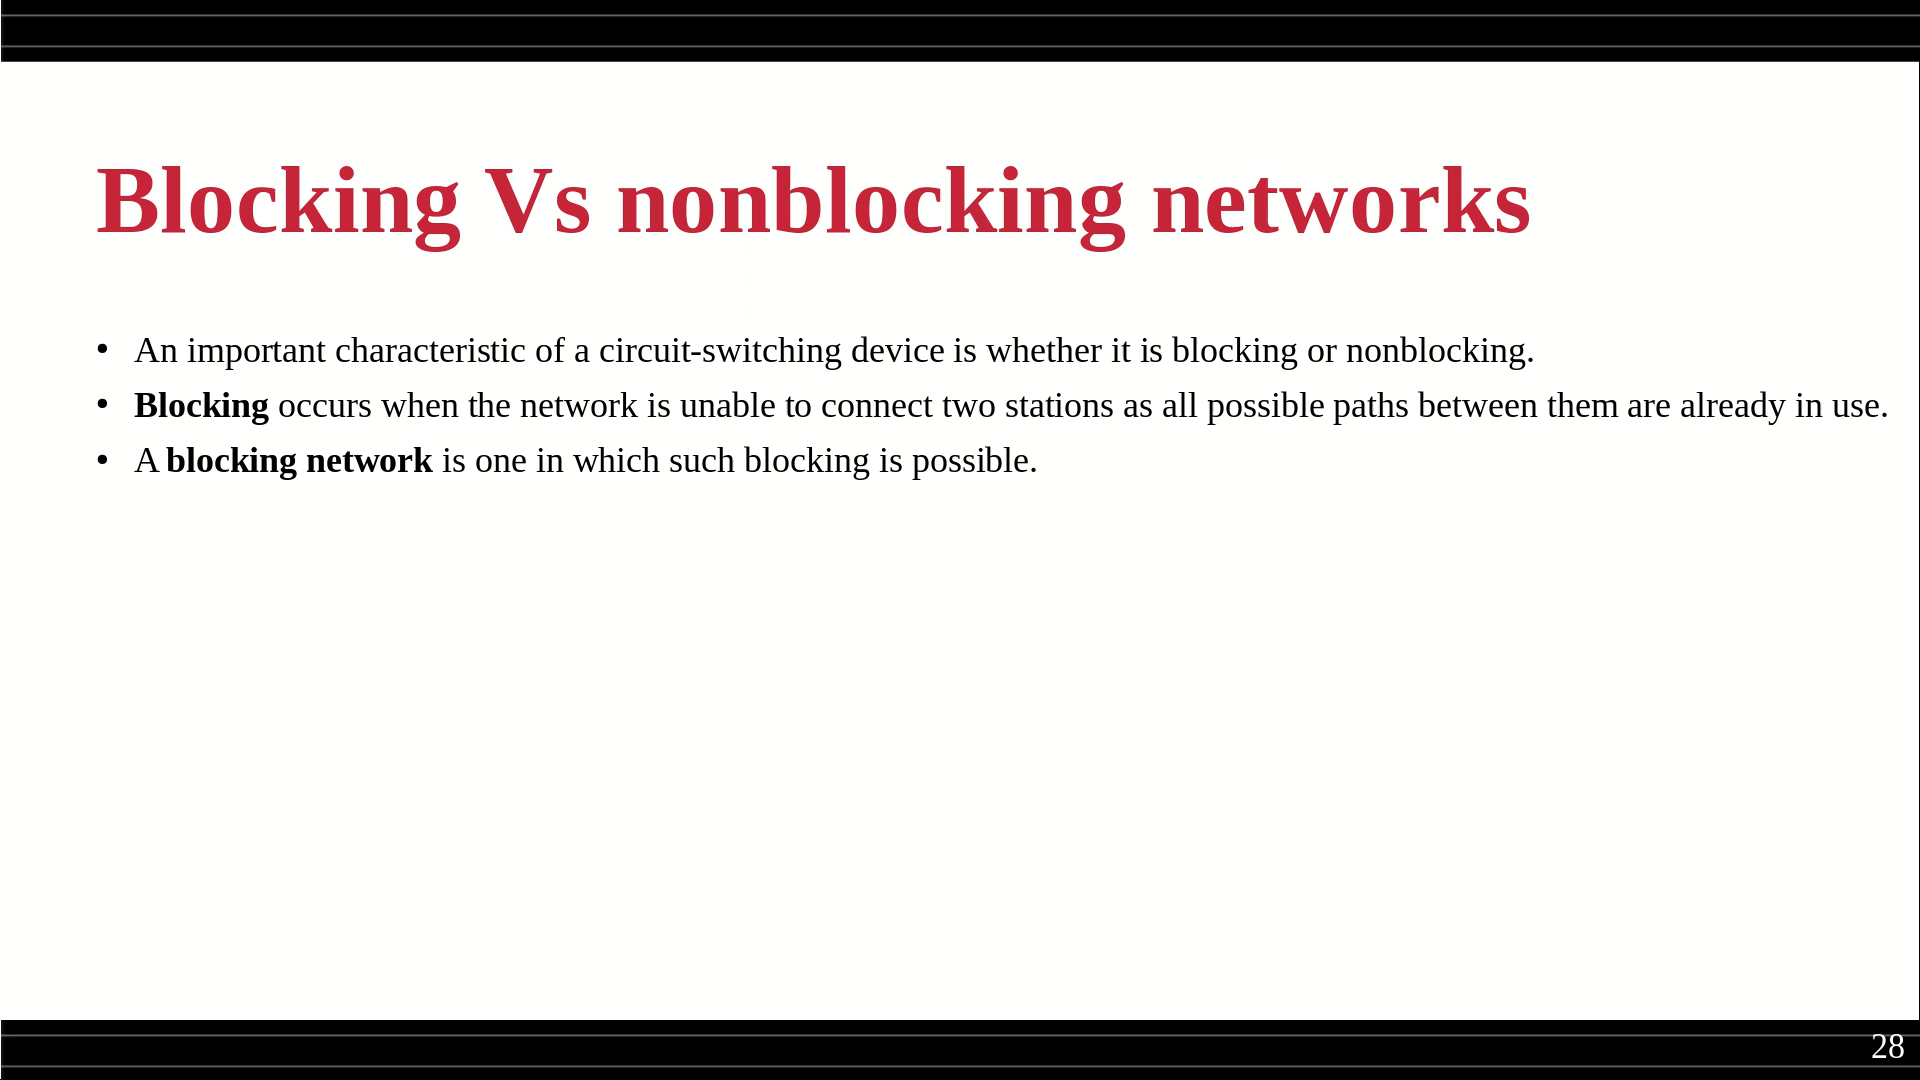 Blocking Vs nonblocking networks
• An important characteristic of a circuit-switching device is whether it is blocking or nonblocking.
• Blocking occurs when the network is unable to connect two stations as all possible paths between them are already in use.
• A blocking network is one in which such blocking is possible.
28